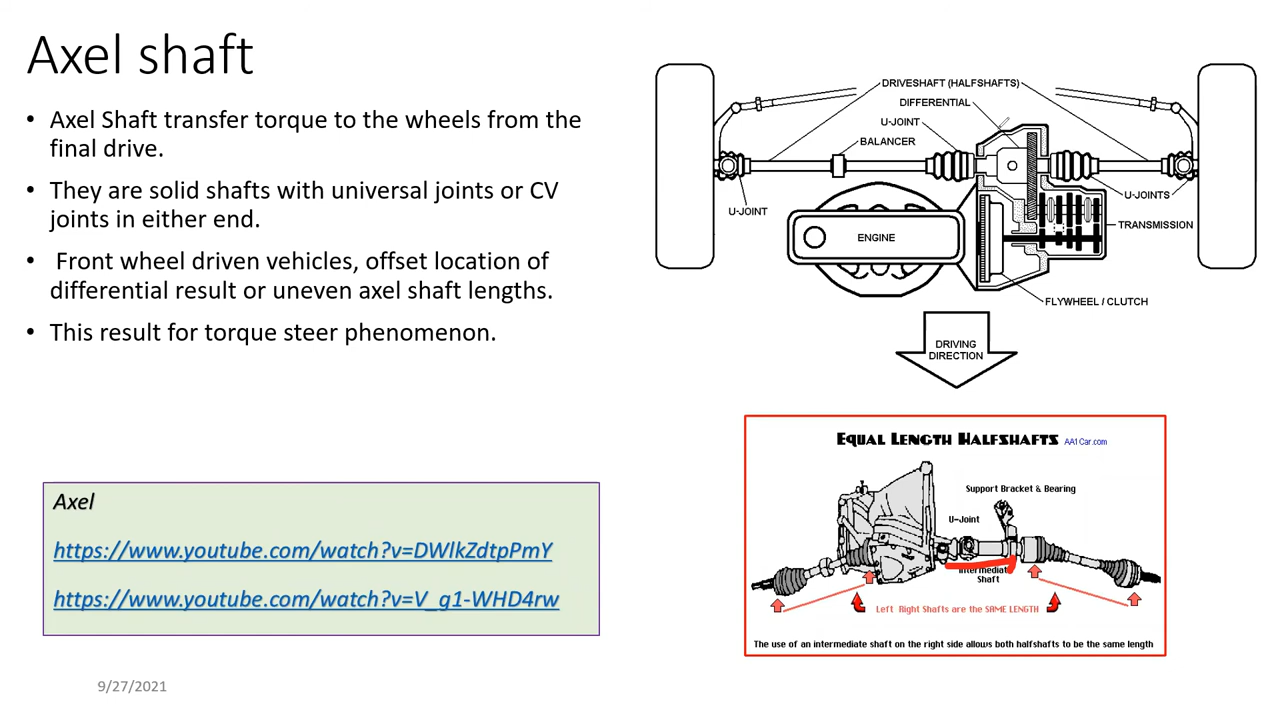 Axel shaft
• Axel Shaft transfer torque to the wheels from the
final drive.
• They are solid shafts with universal joints or CV
joints in either end.
• Front wheel driven vehicles, offset location of
differential result or uneven axel shaft lengths.
• This result for torque steer phenomenon.
Axel
https://www.youtube.com/watch?v=DWlkZdtpPmY
https://www.youtube.com/watch?v=V_g1-WHD4rw
9/27/2021
DRIVESHAFT (HALFSHAFTS)
DIFFERENTIAL
U-JOINT
BALANCER
U-JOINT
U-JOINTS
TRANSMISSION
ENGINE
FLYWHEEL / CLUTCH
DRIVING
DIRECTION
EQUAL LENGTH HALFSHAFTS AA1Car.com
Support Bracket & Bearing
U-Joint
Intermediat
Shaft
Left Right Shafts are the SAME LENGTH
The use of an intermediate shaft on the right side allows both halfshafts to be the same length